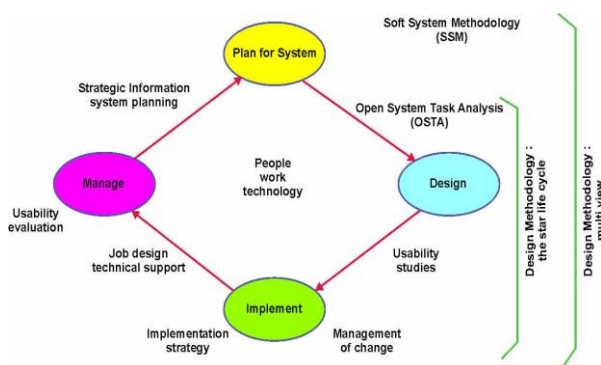 Soft System Methodology
(SSM)
Plan for System
Strategic Information
system planning
Open System Task Analysis
(OSTA)
People
work
technology
Manage
Design
Usability
evaluation
Job design
technical support
Usability
studies
Implement
Implementation
strategy
Management
of change
Design Methodology :
the star life cycle
Design Methodology :
multi view